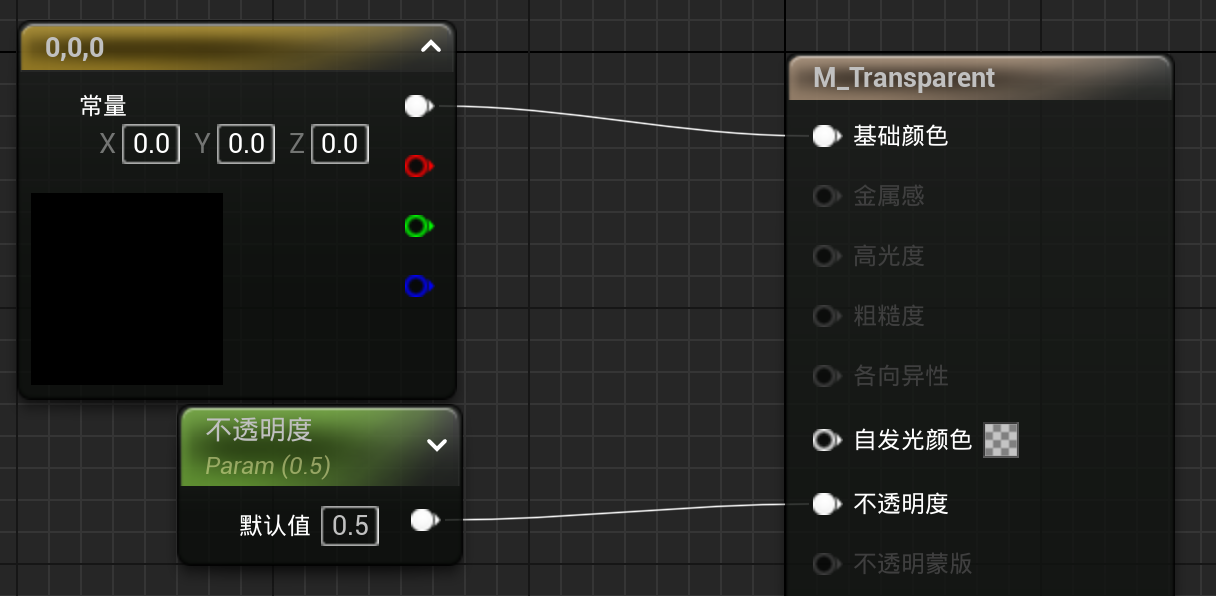 0,0,0
常量
X 0.0 Y 0.0 Z 0.0
不透明度
Param (0.5)
默认值 0.5
M_Transparent
基础颜色
金属感
高光度
粗糙度
各向异性
自发光颜色
不透明度
不透明蒙版